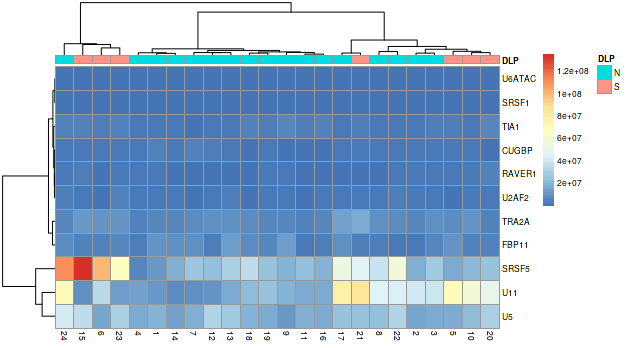 DLP
U6ATAC
SRSF1
TIA1
CUGBP
RAVER1
U2AF2
TRA2A
FBP11
SRSF5
U11
U5
24 15 6 23 4 1 14 7 12 13 18 19 9 11 16 17 21 8 22 2 3 5 10 20
1.2e+08
1e+08
8e+07
6e+07
4e+07
2e+07
DLP
N
S